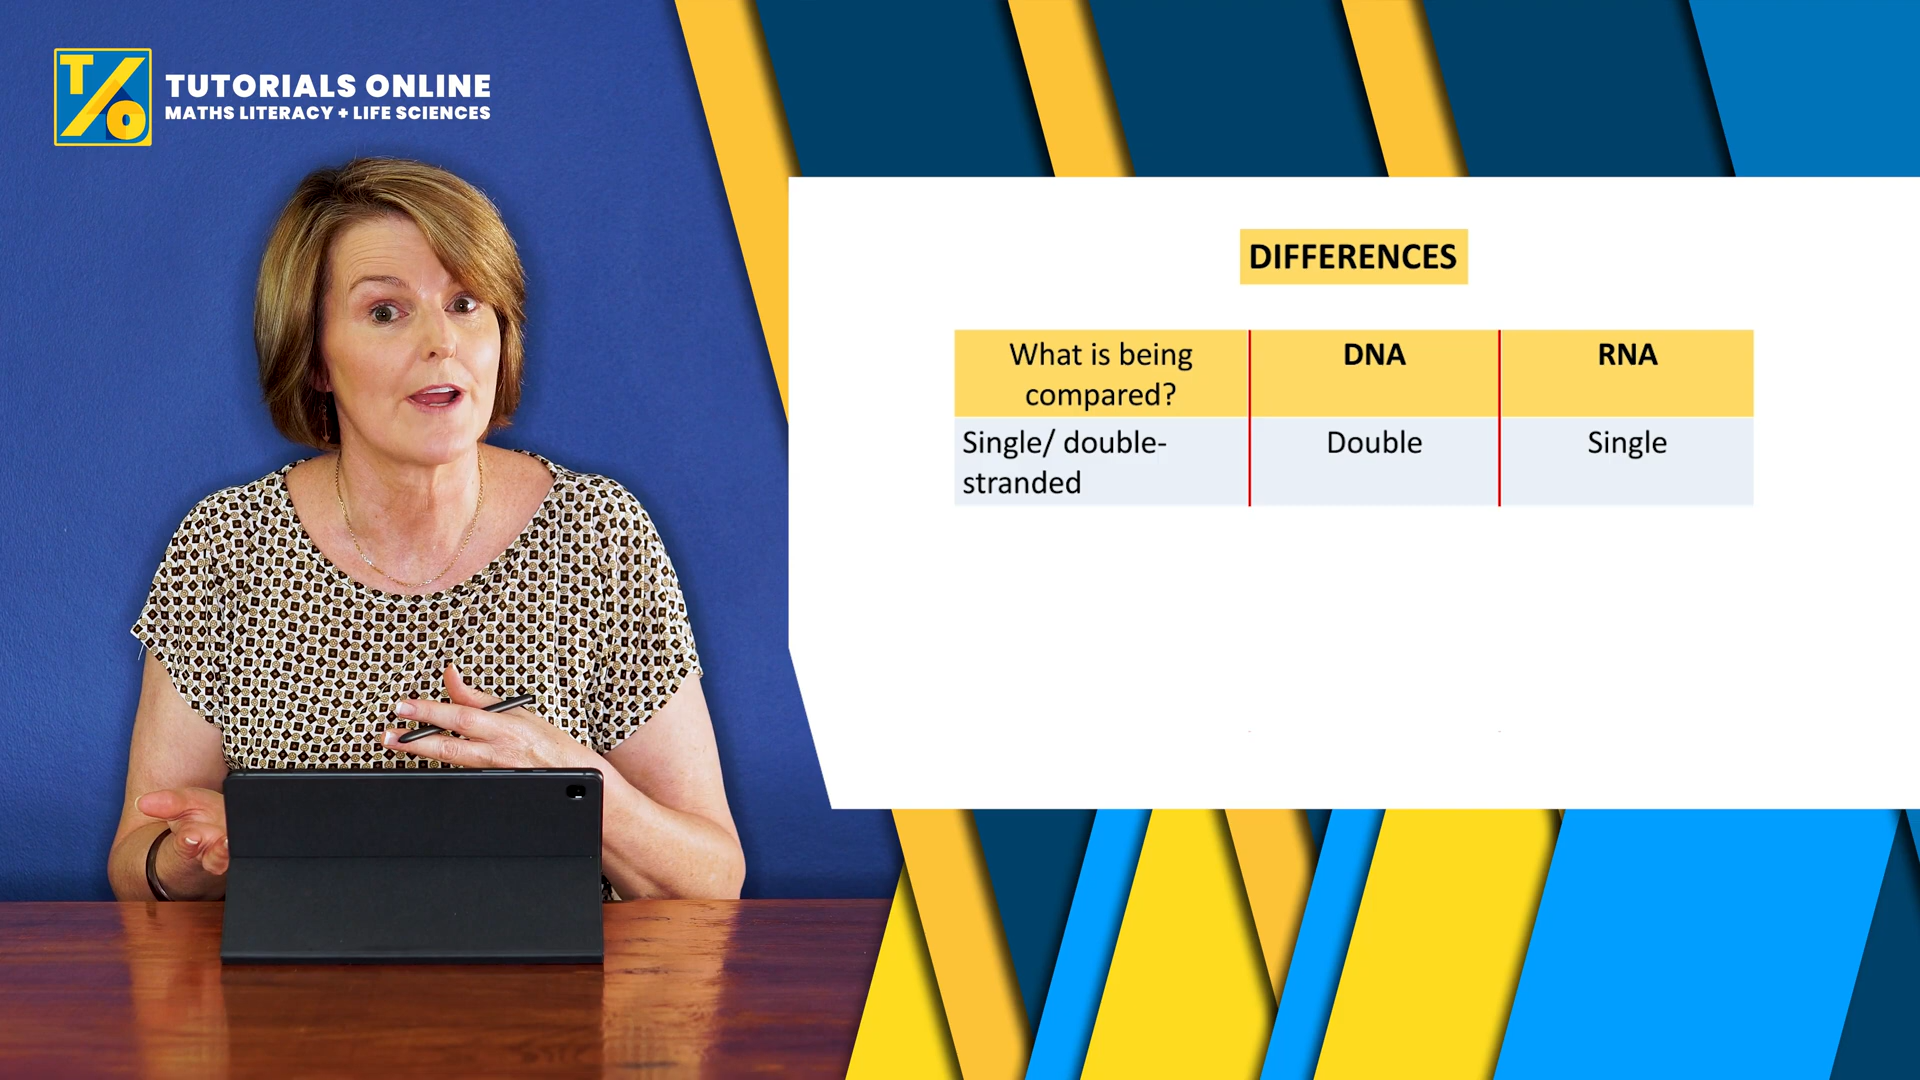 T/O
TUTORIALS ONLINE
MATHS LITERACY + LIFE SCIENCES
DIFFERENCES
What is being
compared?
DNA
RNA
Single/ double-
stranded
Double
Single